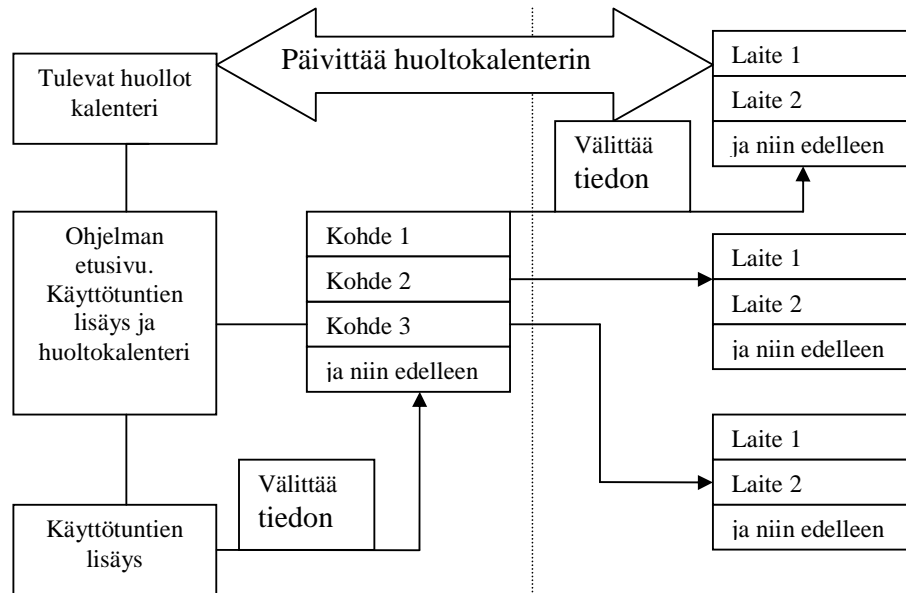 Päivittää huoltokalenterin
Tulevat huollot
kalenteri
Laite 1
Laite 2
ja niin edelleen
Välittää
tiedon
Ohjelman
etusivu.
Käyttötuntien
lisäys ja
huoltokalenteri
Kohde 1
Kohde 2
Kohde 3
ja niin edelleen
Laite 1
Laite 2
ja niin edelleen
Laite 1
Laite 2
ja niin edelleen
Välittää
tiedon
Käyttötuntien
lisäys